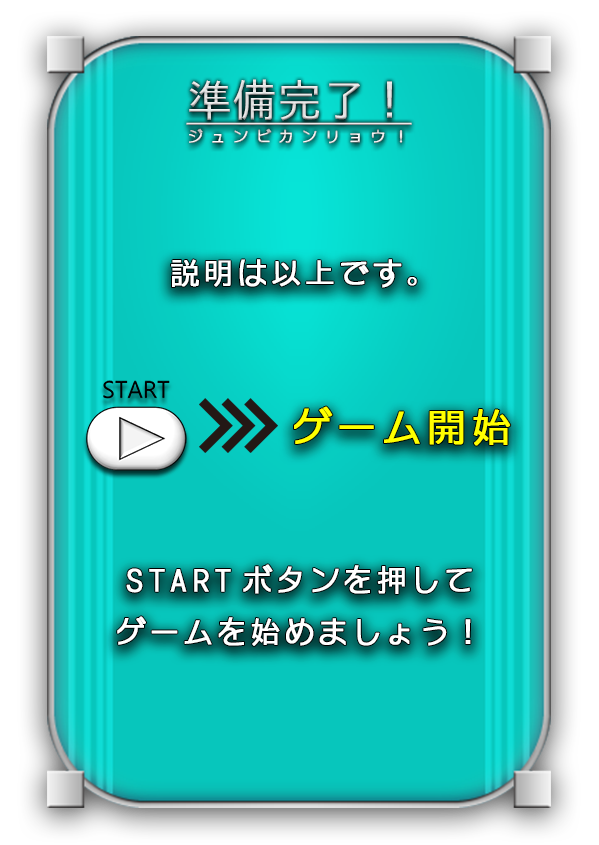 準備完了！
ジュンビカンリョウ！
説明は以上です。
START
ゲーム開始
STARTボタンを押して
ゲームを始めましょう！